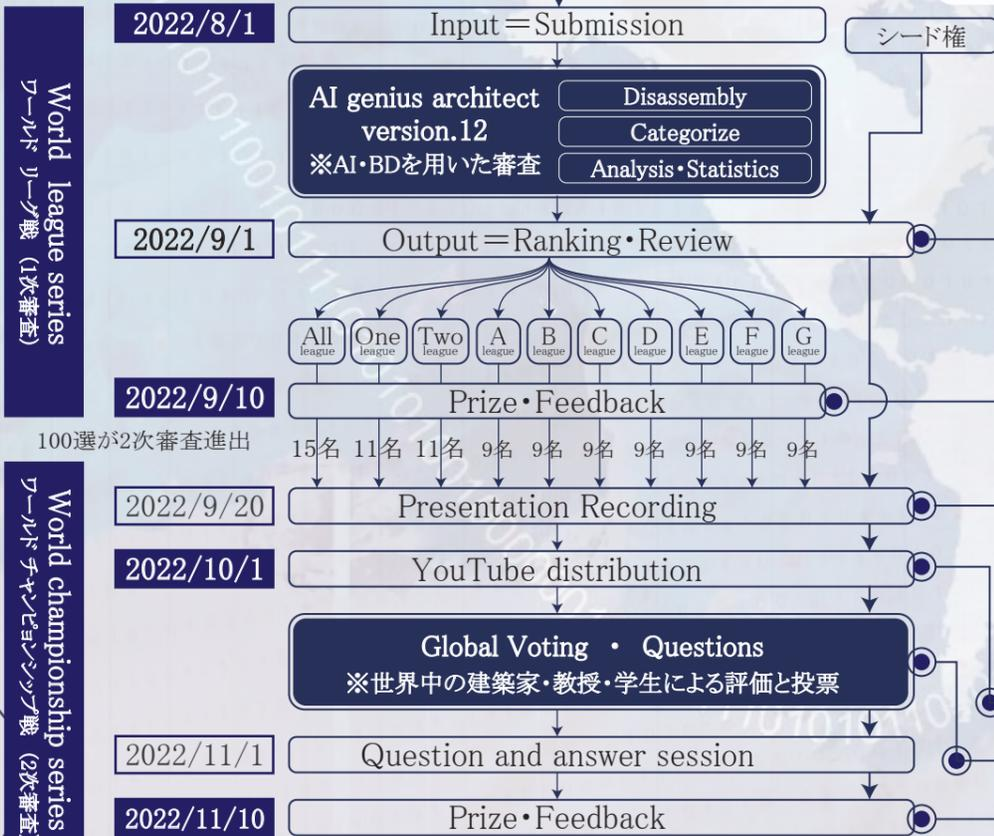 World league series
ワールド リーグ戦 (1次審査)
2022/8/1
Input＝Submission
シード権
AI genius architect
version.12
※AI・BDを用いた審査
Disassembly
Categorize
Analysis・Statistics
2022/9/1
Output＝Ranking・Review
All league
One league
Two league
A league
B league
C league
D league
E league
F league
G league
2022/9/10
Prize・Feedback
100選が2次審査進出
15名 11名 11名 9名 9名 9名 9名 9名 9名 9名
World championship series
ワールド チャンピョンシップ戦 (2次審査
2022/9/20
Presentation Recording
2022/10/1
YouTube distribution
Global Voting ・ Questions
※世界中の建築家・教授・学生による評価と投票
2022/11/1
Question and answer session
2022/11/10
Prize・Feedback